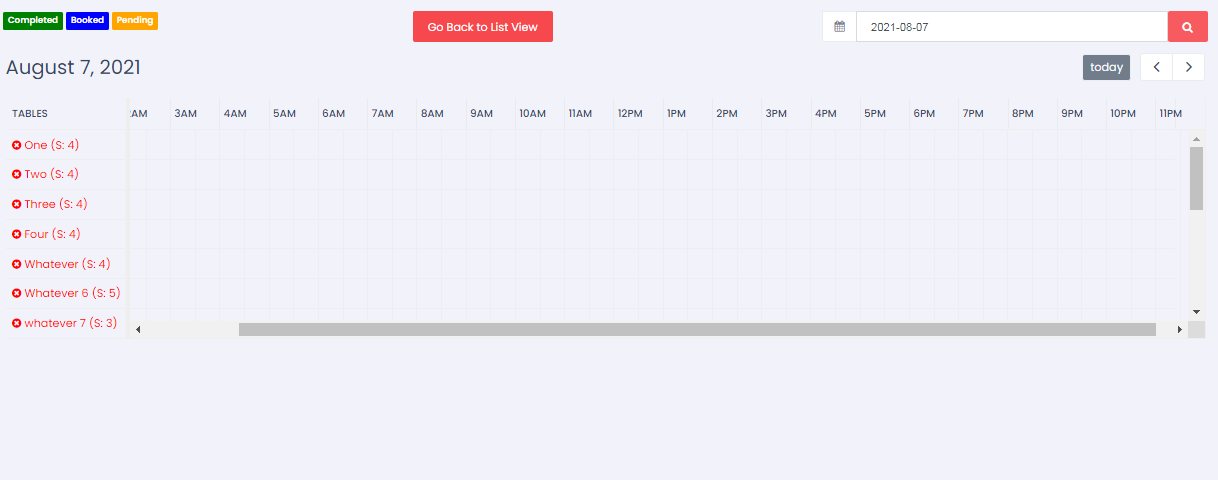 Completed Booked Pending
Go Back to List View
2021-08-07
August 7, 2021
today
TABLES 3AM 4AM 5AM 6AM 7AM 8AM 9AM 10AM 11AM 12PM 1PM 2PM 3PM 4PM 5PM 6PM 7PM 8PM 9PM 10PM 11PM
One (S: 4)
Two (S: 4)
Three (S: 4)
Four (S: 4)
Whatever (S: 4)
Whatever 6 (S: 5)
whatever 7 (S: 3)